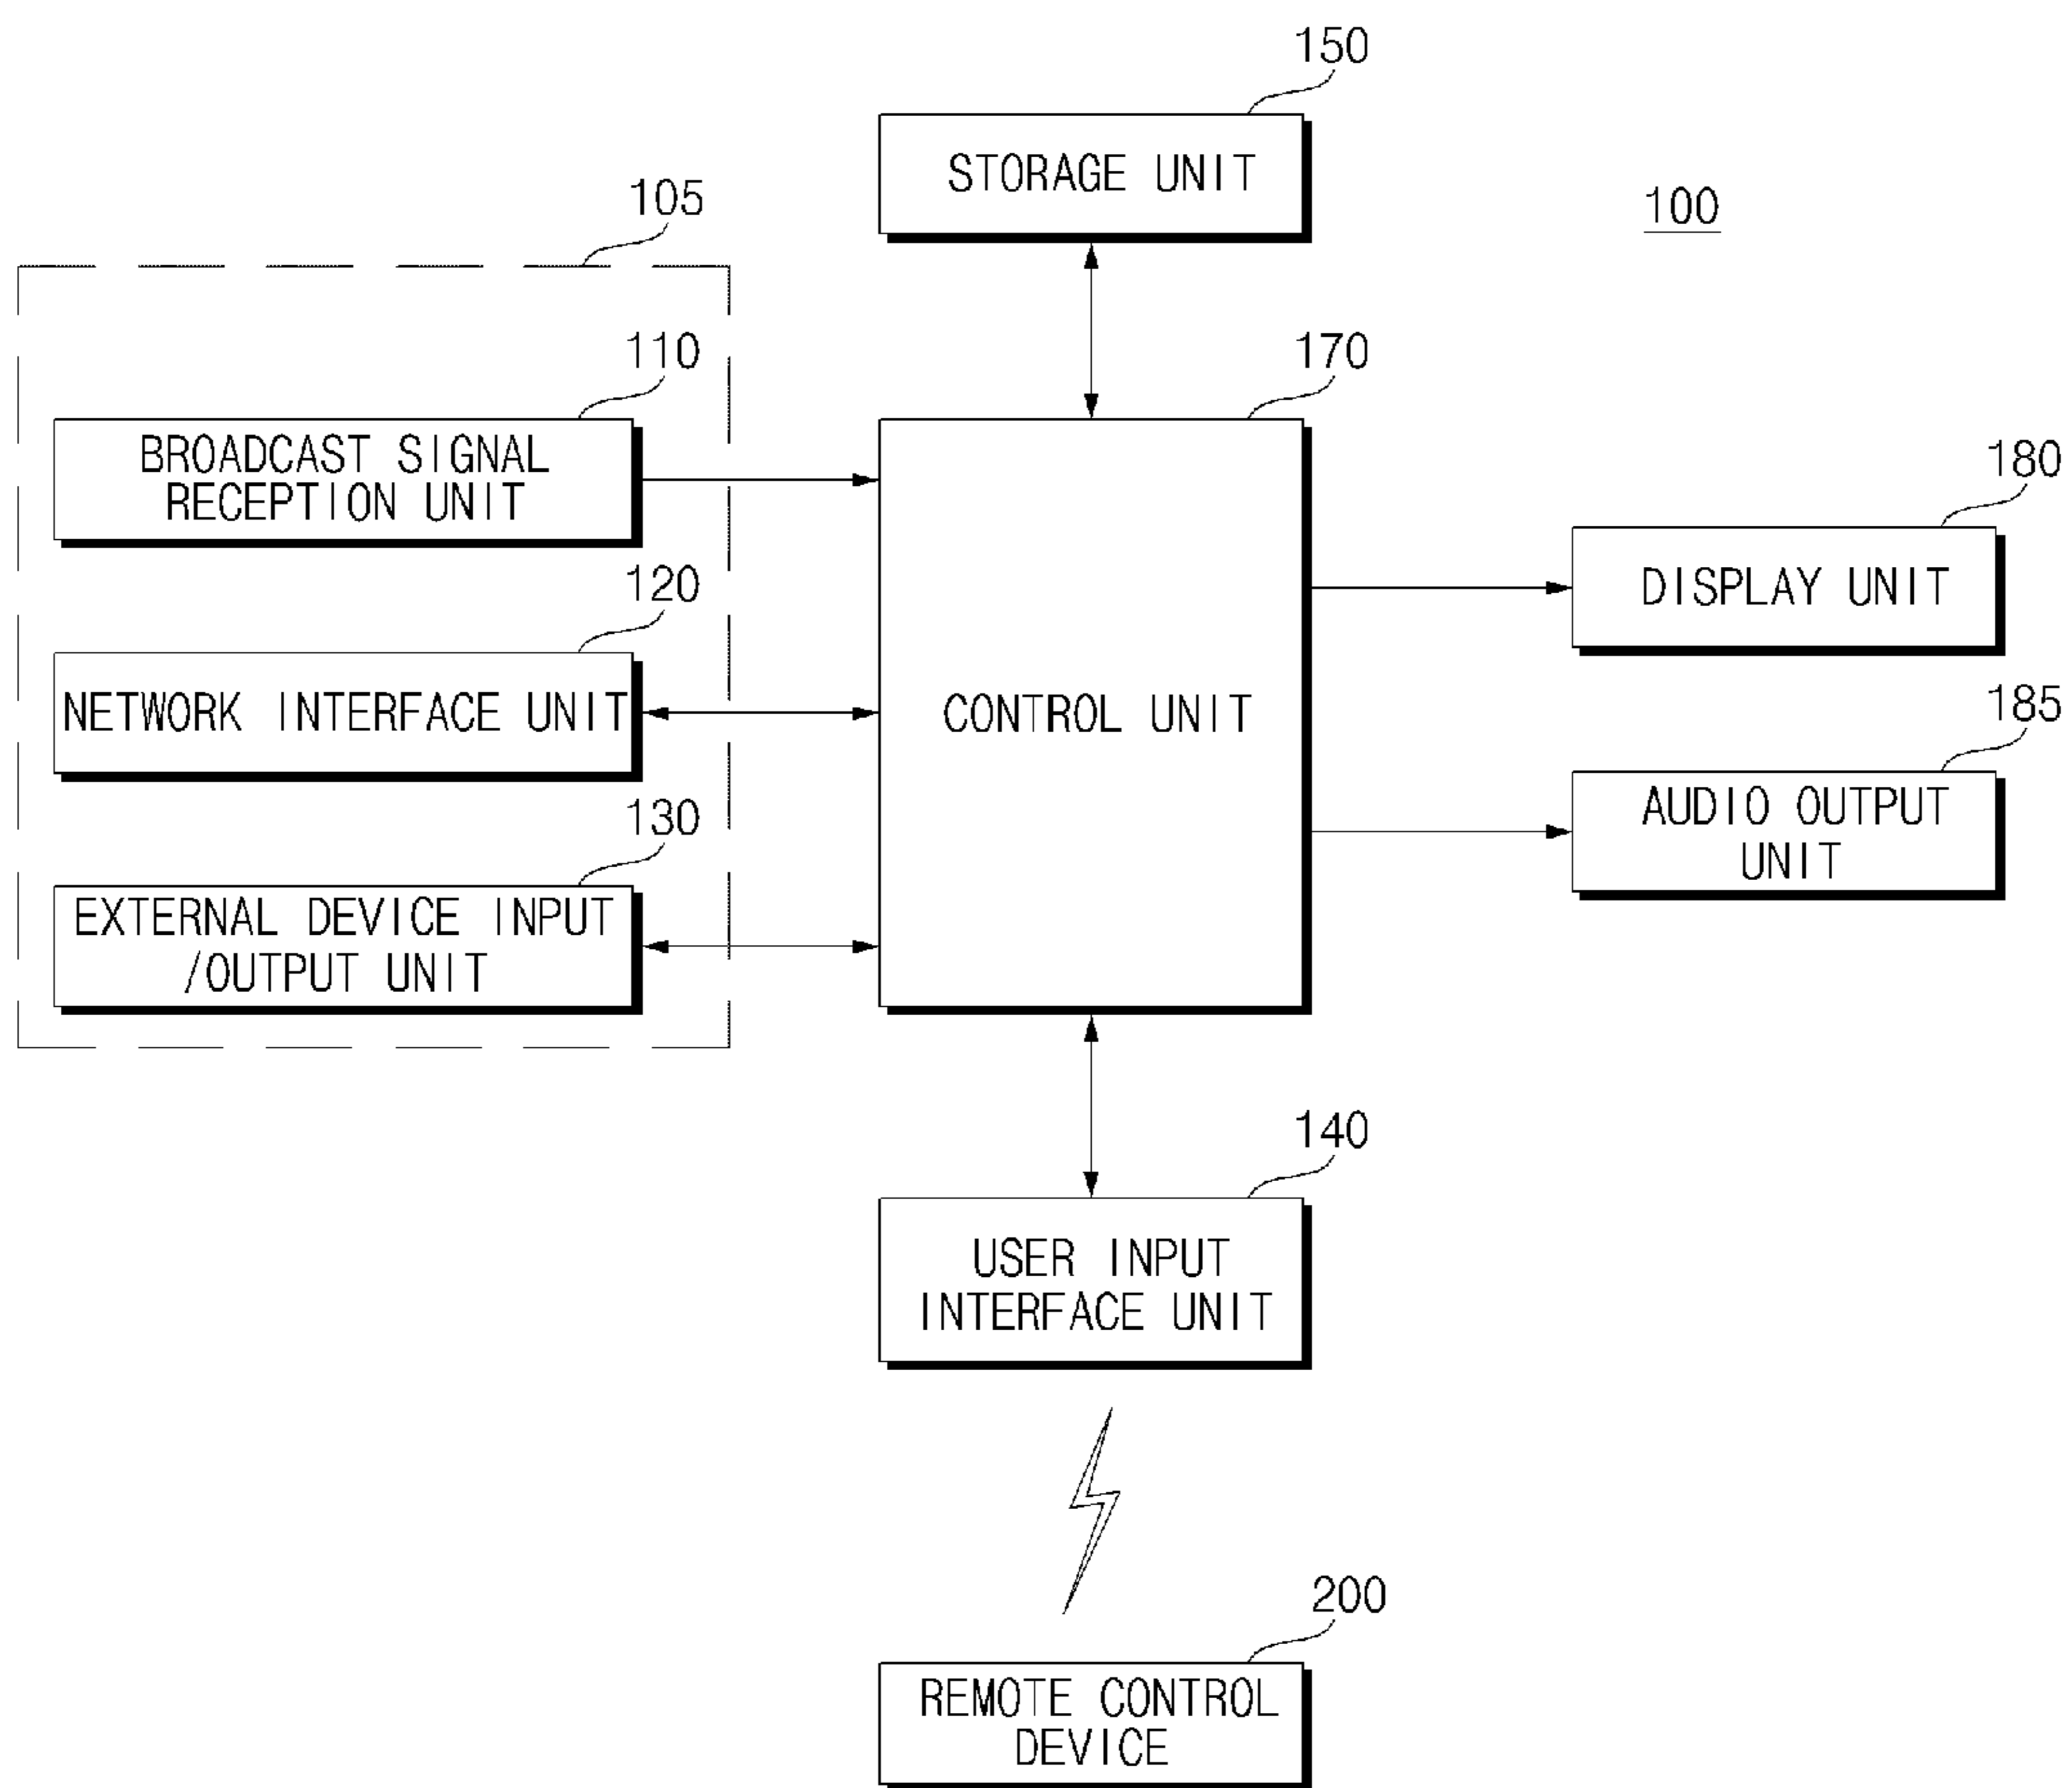 150
STORAGE UNIT
100
105
110
BROADCAST SIGNAL
RECEPTION UNIT
170
CONTROL UNIT
180
DISPLAY UNIT
120
NETWORK INTERFACE UNIT
185
AUDIO OUTPUT
UNIT
130
EXTERNAL DEVICE INPUT
/OUTPUT UNIT
140
USER INPUT
INTERFACE UNIT
200
REMOTE CONTROL
DEVICE